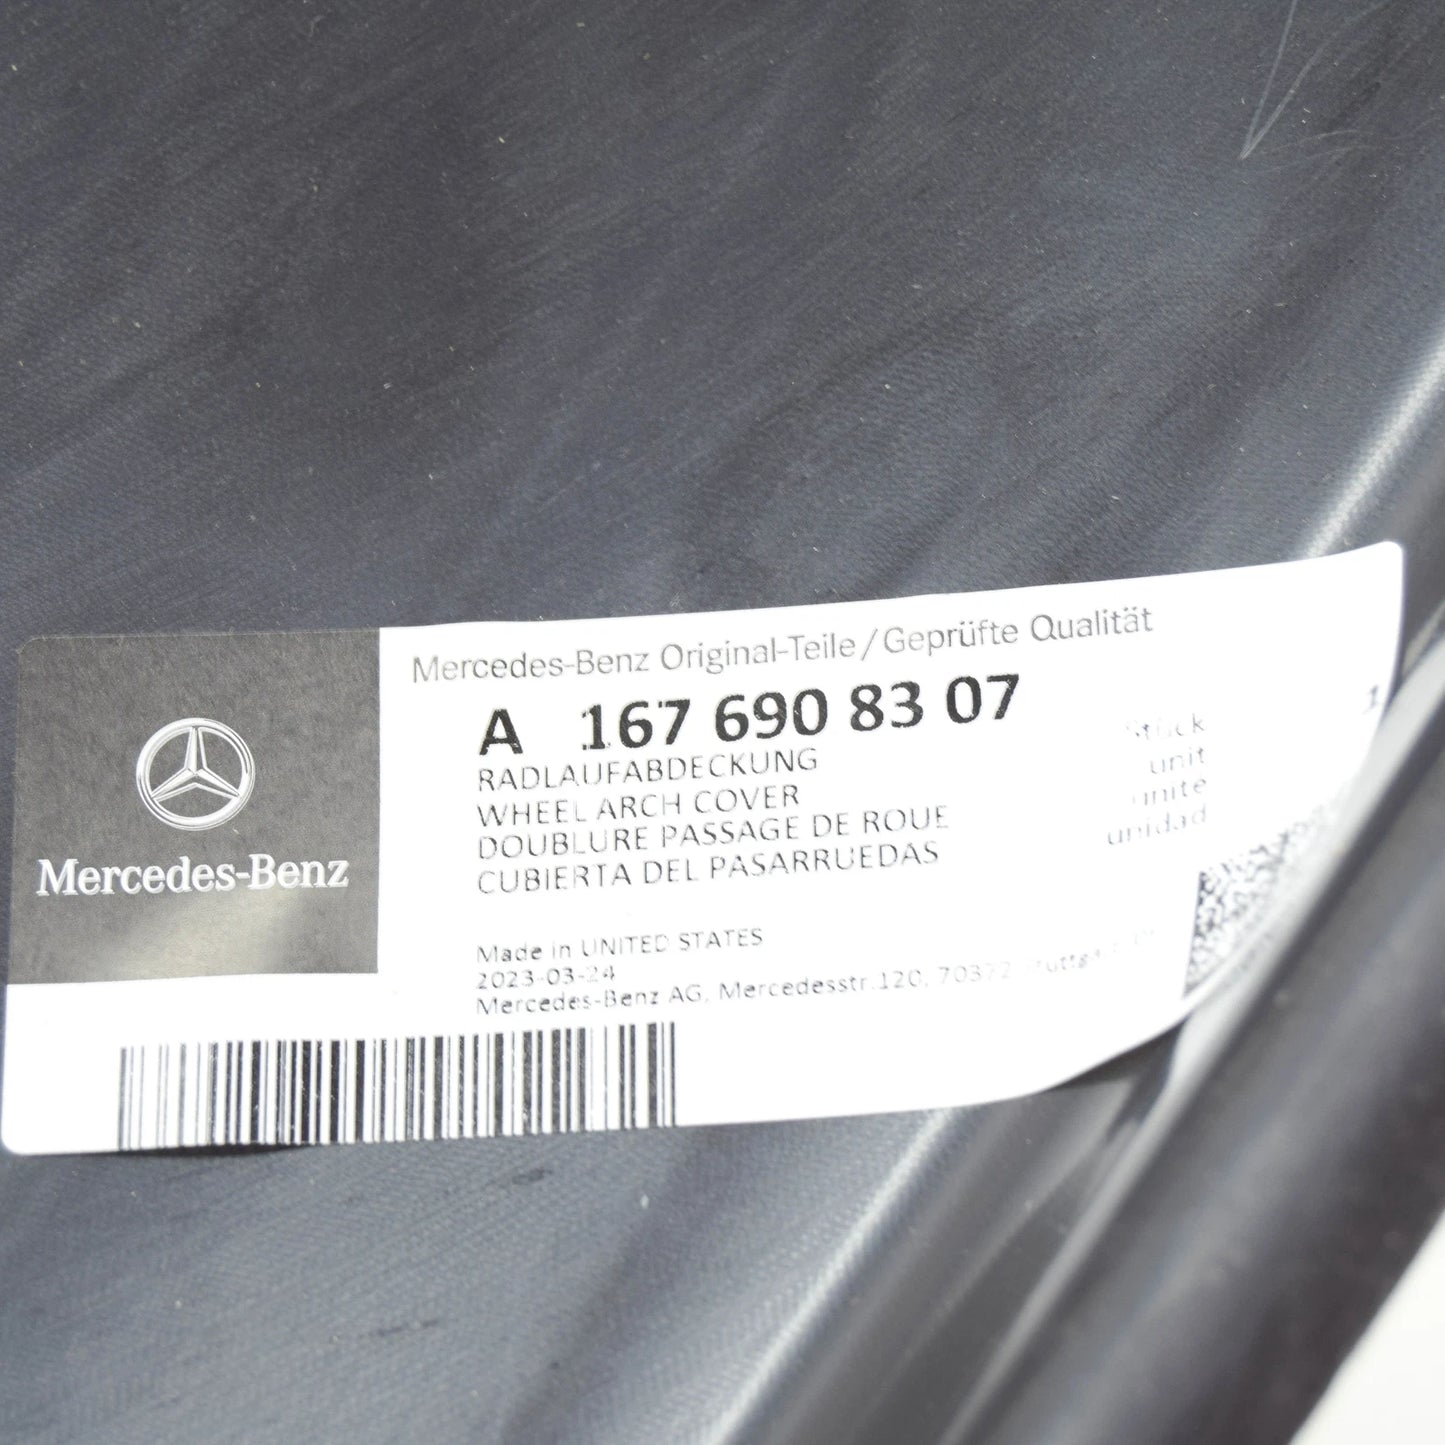 Mercedes-Benz
Mercedes-Benz Original-Teile/Geprüfte Qualität
A 167 690 83 07
RADLAUFABDECKUNG Stück 1
WHEEL ARCH COVER unit
DOUBLURE PASSAGE DE ROUE unite
CUBIERTA DEL PASARRUEDAS unidad
Made in UNITED STATES
2023-03-24
Mercedes-Benz AG, Mercedesstr.120, 70372